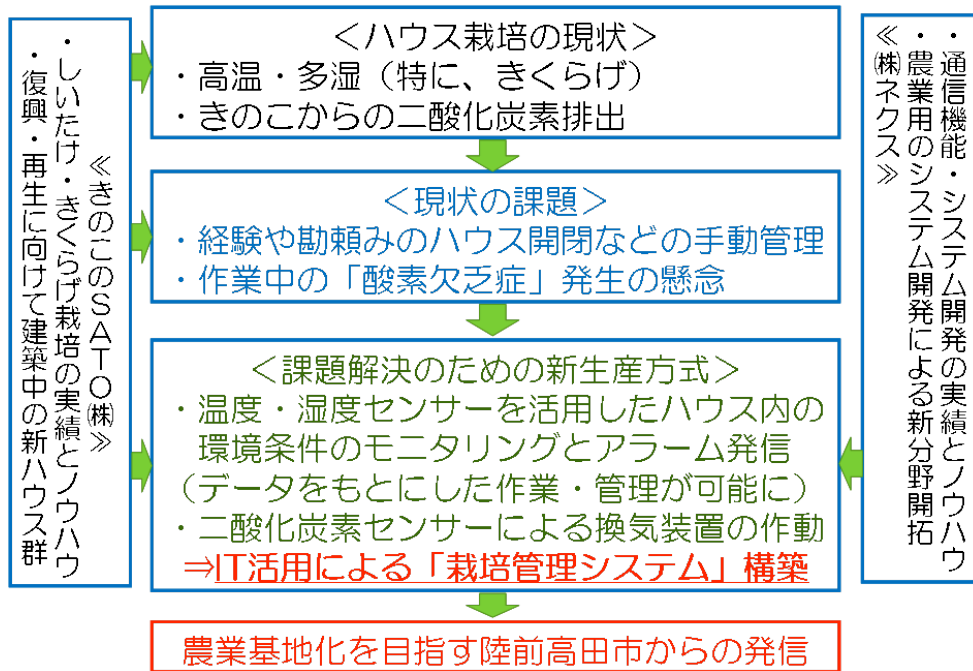 ≪きのこのSATO㈱≫
・しいたけ・きくらげ栽培の実績とノウハウ
・復興・再生に向けて建築中の新ハウス群
＜ハウス栽培の現状＞
・高温・多湿（特に、きくらげ）
・きのこからの二酸化炭素排出
＜現状の課題＞
・経験や勘頼みのハウス開閉などの手動管理
・作業中の「酸素欠乏症」発生の懸念
＜課題解決のための新生産方式＞
・温度・湿度センサーを活用したハウス内の
環境条件のモニタリングとアラーム発信
（データをもとにした作業・管理が可能に）
・二酸化炭素センサーによる換気装置の作動
⇒IT活用による「栽培管理システム」構築
農業基地化を目指す陸前高田市からの発信
・通信機能・システム開発の実績とノウハウ
・農業用のシステム開発による新分野開拓
≪㈱ネクス≫